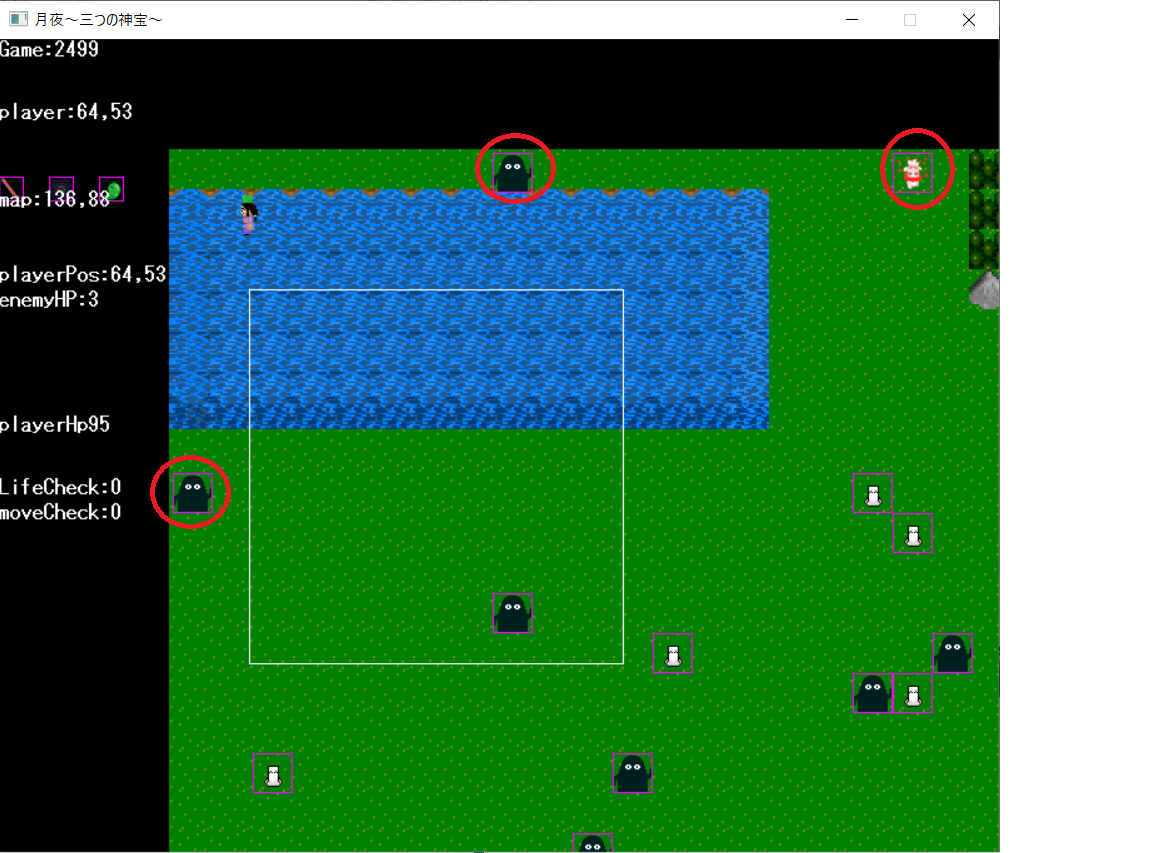 月夜～三つの神宝～
Game:2499
player:64,53
map:136,88
playerPos:64,53
enemyHP:3
playerHp95
LifeCheck:0
moveCheck:0